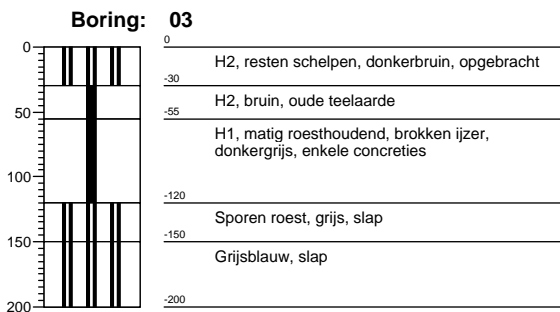 Boring: 03
0
0
H2, resten schelpen, donkerbruin, opgebracht
-30
H2, bruin, oude teelaarde
50
-55
H1, matig roesthoudend, brokken ijzer,
donkergrijs, enkele concreties
100
-120
Sporen roest, grijs, slap
150
-150
Grijsblauw, slap
200
-200